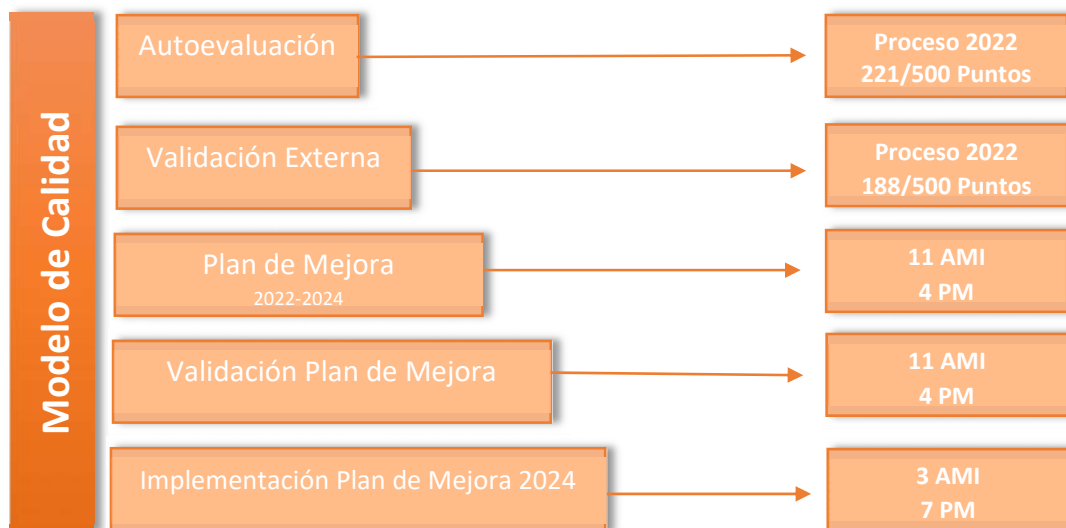 Modelo de Calidad
Autoevaluación
Proceso 2022
221/500 Puntos
Validación Externa
Proceso 2022
188/500 Puntos
Plan de Mejora
2022-2024
11 AMI
4 PM
Validación Plan de Mejora
11 AMI
4 PM
Implementación Plan de Mejora 2024
3 AMI
7 PM